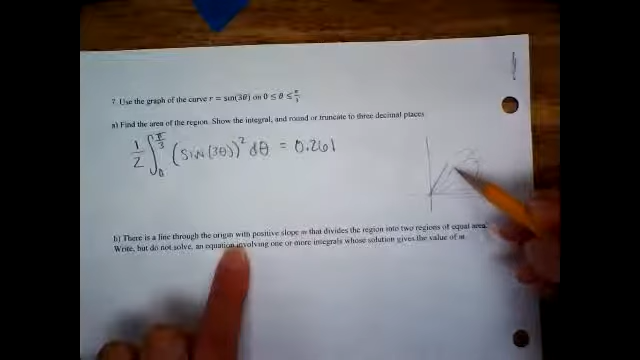 7. Use the graph of the curve r = sin(3θ) on 0 ≤ θ ≤ π/3
a) Find the area of the region. Show the integral, and round or truncate to three decimal places
1/2 ∫₀^(π/3) (sin(3θ))² dθ = 0.261
b) There is a line through the origin with positive slope m that divides the region into two regions of equal area.
Write, but do not solve, an equation involving one or more integrals whose solution gives the value of m